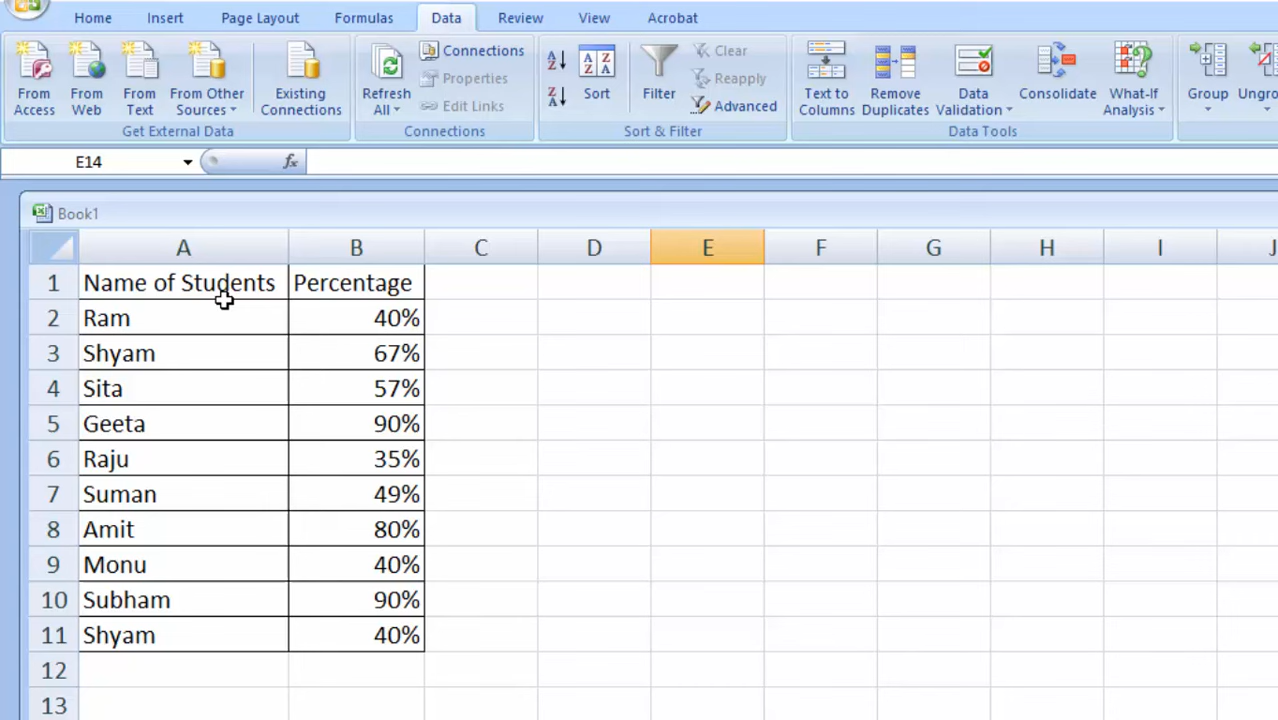 Home Insert Page Layout Formulas Data Review View Acrobat
From Access
From Web
From Text
From Other Sources
Existing Connections
Get External Data
Refresh All
Connections
Properties
Edit Links
Connections
Sort
Filter
Clear
Reapply
Advanced
Sort & Filter
Text to Columns
Remove Duplicates
Data Validation
Consolidate
What-If Analysis
Data Tools
Group
Ungro
E14 fx
Book1
A B C D E F G H I J
1 Name of Students Percentage
2 Ram 40%
3 Shyam 67%
4 Sita 57%
5 Geeta 90%
6 Raju 35%
7 Suman 49%
8 Amit 80%
9 Monu 40%
10 Subham 90%
11 Shyam 40%
12
13